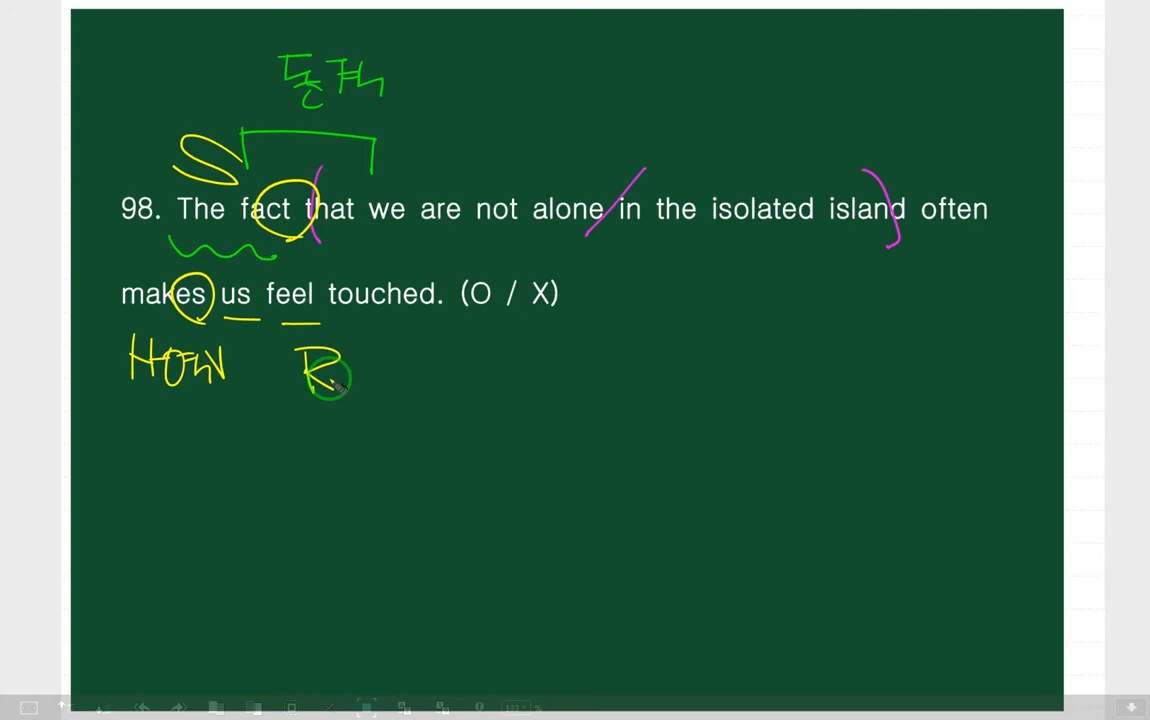 동격
S
98. The fact that we are not alone in the isolated island often
makes us feel touched. (O / X)
R
133 %